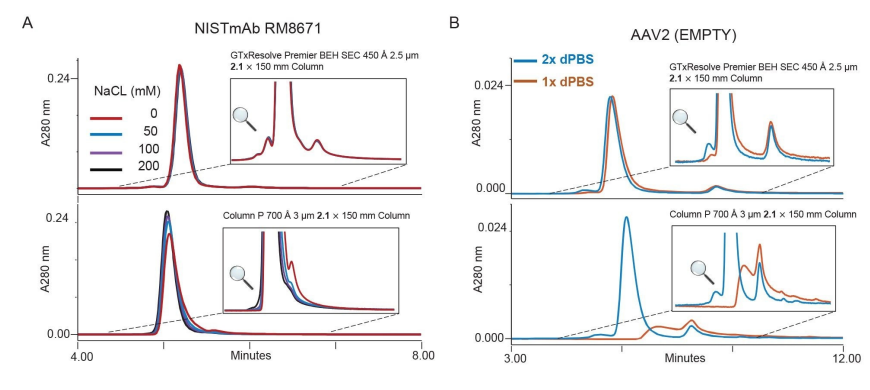 A
NISTmAb RM8671
GTxResolve Premier BEH SEC 450 Å 2.5 µm
2.1 × 150 mm Column
0.24
NaCL (mM)
0
50
100
200
A280 nm
Column P 700 Å 3 µm 2.1 × 150 mm Column
0.24
A280 nm
0.00
4.00
Minutes
8.00
B
AAV2 (EMPTY)
2x dPBS
1x dPBS
GTxResolve Premier BEH SEC 450 Å 2.5 µm
2.1 × 150 mm Column
0.024
A280 nm
0.000
Column P 700 Å 3 µm 2.1 × 150 mm Column
0.024
A280 nm
0.000
3.00
Minutes
12.00